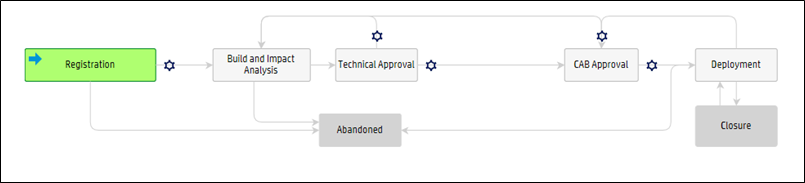 Registration
Build and Impact
Analysis
Technical Approval
CAB Approval
Deployment
Abandoned
Closure